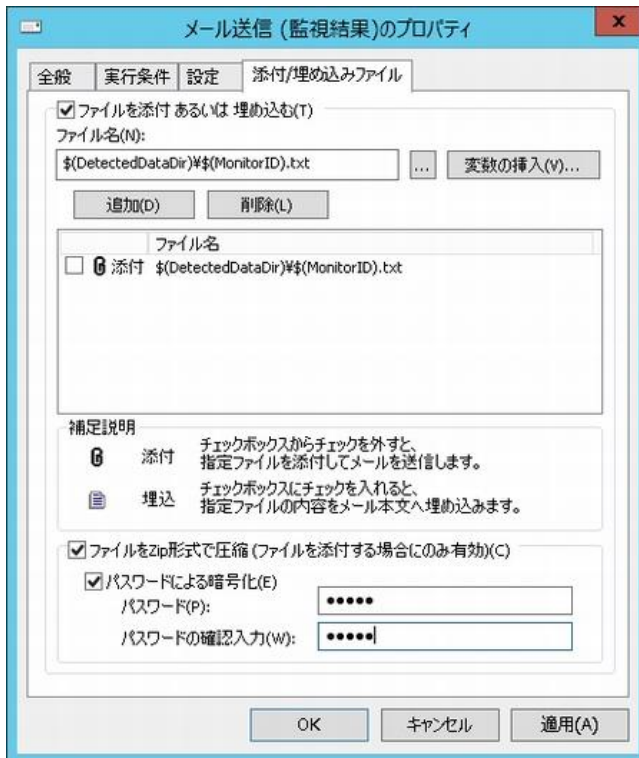 メール送信 (監視結果)のプロパティ
x
全般 実行条件 設定 添付/埋め込みファイル
ファイルを添付 あるいは 埋め込む(T)
ファイル名(N):
$(DetectedDataDir)¥$(MonitorID).txt ... 変数の挿入(V)...
追加(D) 削除(L)
ファイル名
添付 $(DetectedDataDir)¥$(MonitorID).txt
補足説明
添付 チェックボックスからチェックを外すと、
指定ファイルを添付してメールを送信します。
埋込 チェックボックスにチェックを入れると、
指定ファイルの内容をメール本文へ埋め込みます。
ファイルをZip形式で圧縮 (ファイルを添付する場合にのみ有効)(C)
パスワードによる暗号化(E)
パスワード(P): ●●●●●
パスワードの確認入力(W): ●●●●●
OK キャンセル 適用(A)